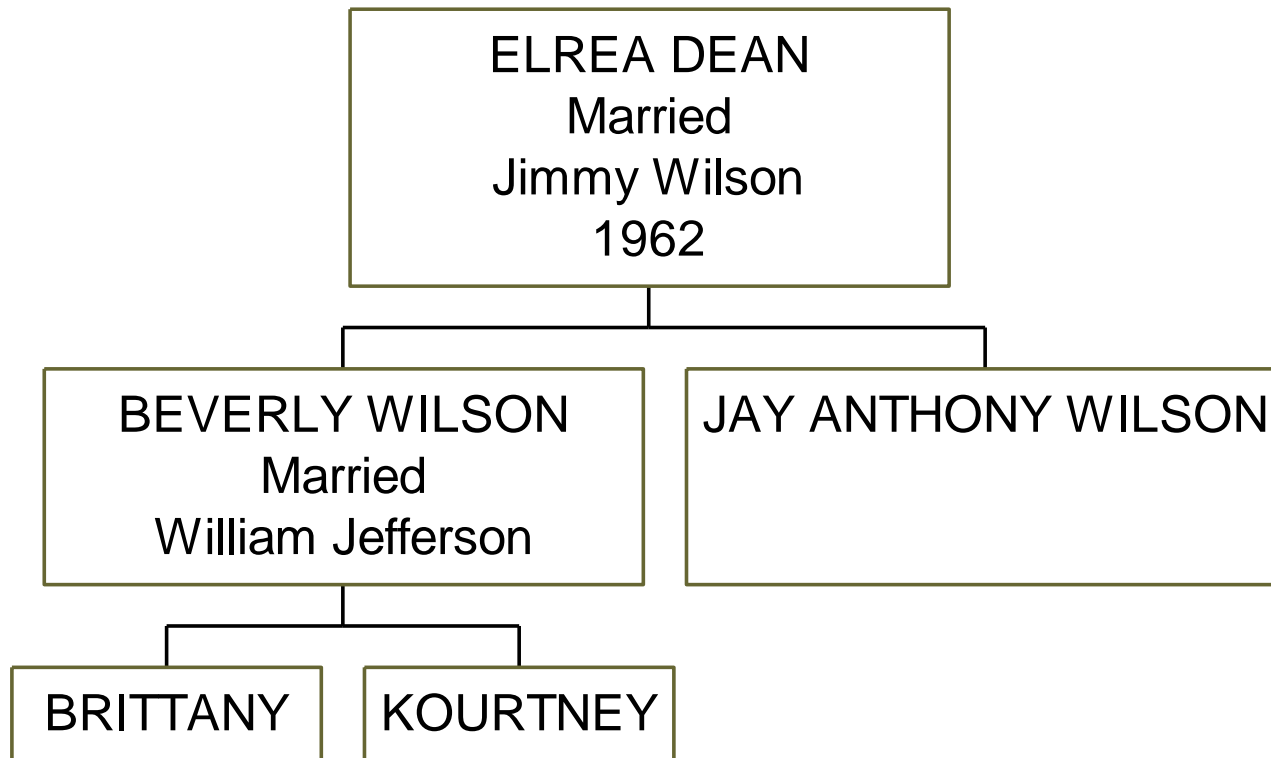 ELREA DEAN
Married
Jimmy Wilson
1962
BEVERLY WILSON
Married
William Jefferson
JAY ANTHONY WILSON
BRITTANY
KOURTNEY